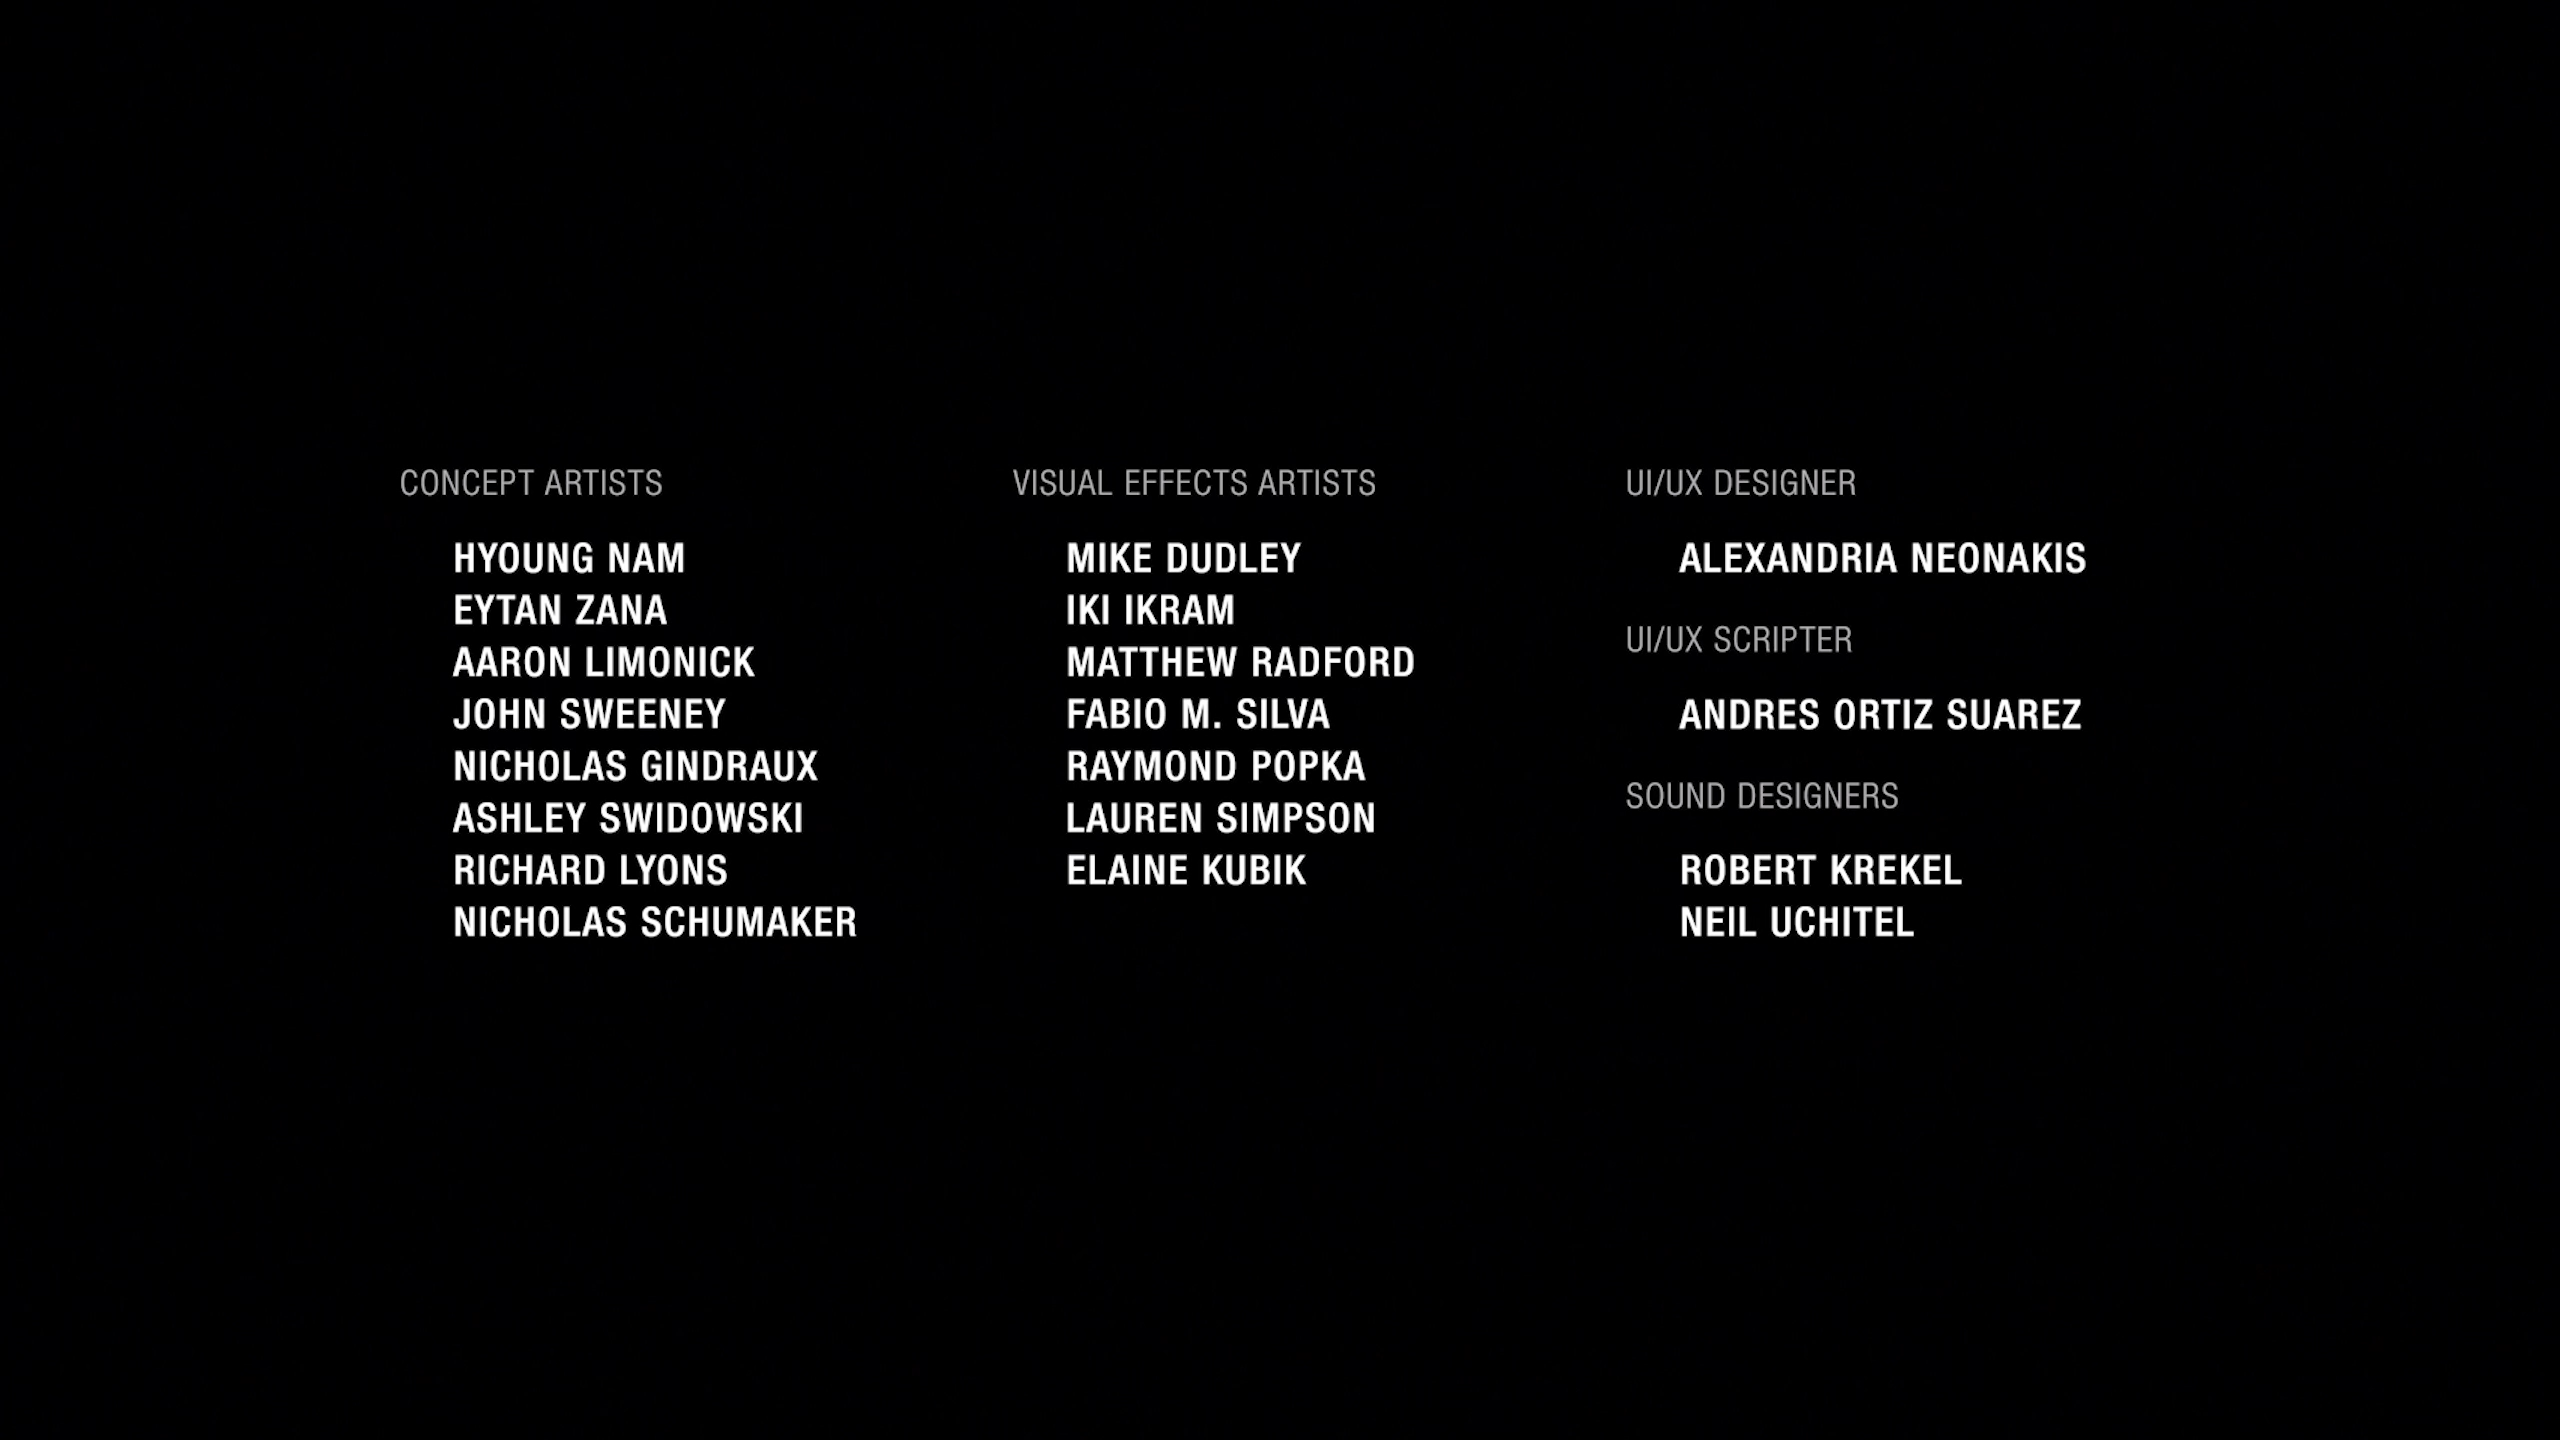 CONCEPT ARTISTS
HYOUNG NAM
EYTAN ZANA
AARON LIMONICK
JOHN SWEENEY
NICHOLAS GINDRAUX
ASHLEY SWIDOWSKI
RICHARD LYONS
NICHOLAS SCHUMAKER
VISUAL EFFECTS ARTISTS
MIKE DUDLEY
IKI IKRAM
MATTHEW RADFORD
FABIO M. SILVA
RAYMOND POPKA
LAUREN SIMPSON
ELAINE KUBIK
UI/UX DESIGNER
ALEXANDRIA NEONAKIS
UI/UX SCRIPTER
ANDRES ORTIZ SUAREZ
SOUND DESIGNERS
ROBERT KREKEL
NEIL UCHITEL